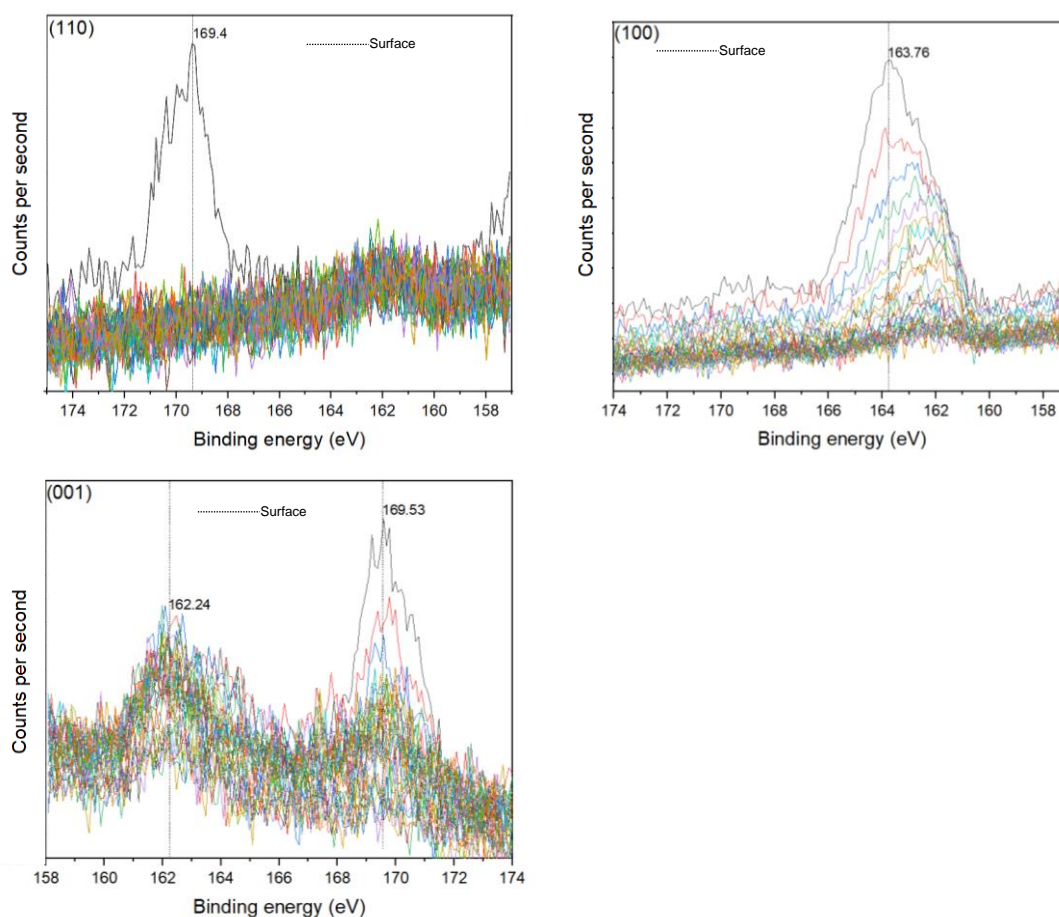 (110)
169.4
Surface
Counts per second
174 172 170 168 166 164 162 160 158
Binding energy (eV)
(100)
Surface
163.76
Counts per second
174 172 170 168 166 164 162 160 158
Binding energy (eV)
(001)
Surface
169.53
162.24
Counts per second
158 160 162 164 166 168 170 172 174
Binding energy (eV)